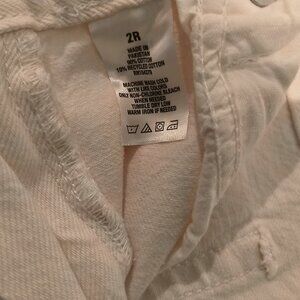 2R
MADE IN
PAKISTAN
90% COTTON
10% RECYCLED COTTON
MACHINE WASH COLD
WITH LIKE COLORS
ONLY NON-CHLORINE BLEACH
WHEN NEEDED
TUMBLE DRY LOW
WARM IRON IF NEEDED